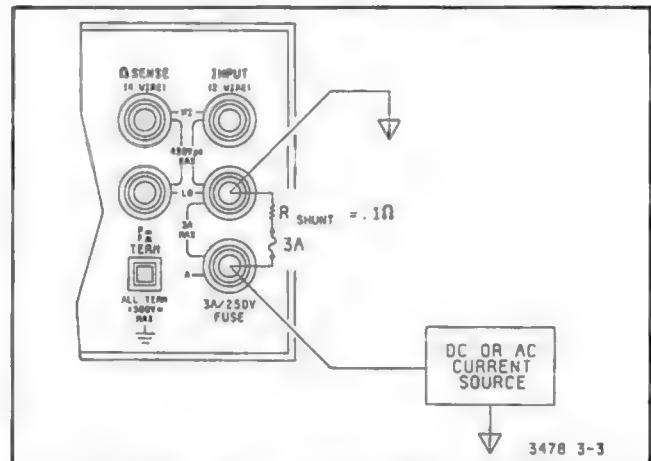 Ω SENSE
(4 WIRE)
INPUT
(2 WIRE)
HI
MAX
LO
R SHUNT = .1Ω
3A
MAX
3A
TERM
A
ALL TERM
MAX
3A/250V
FUSE
DC OR AC
CURRENT
SOURCE
3478 3-3